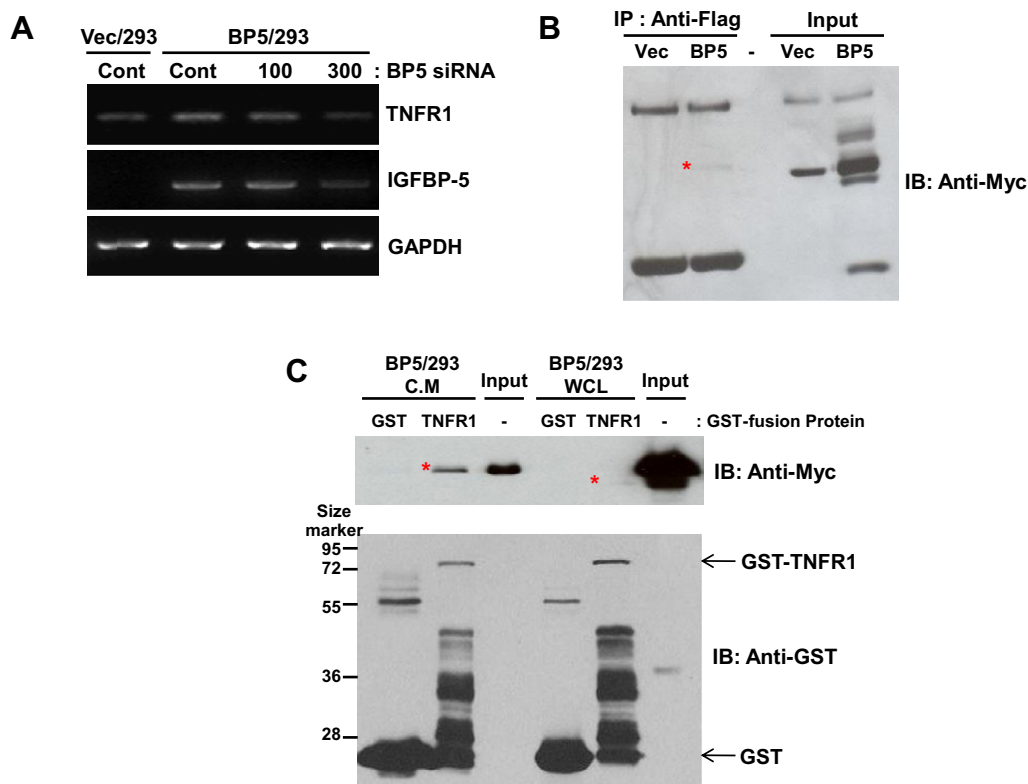 A
Vec/293 BP5/293
Cont Cont 100 300 : BP5 siRNA
TNFR1
IGFBP-5
GAPDH
B
IP : Anti-Flag Input
Vec BP5 - Vec BP5
*
IB: Anti-Myc
C
BP5/293 C.M Input BP5/293 WCL Input
GST TNFR1 - GST TNFR1 - : GST-fusion Protein
* *
IB: Anti-Myc
Size marker
95
72
55
36
28
GST-TNFR1
IB: Anti-GST
GST